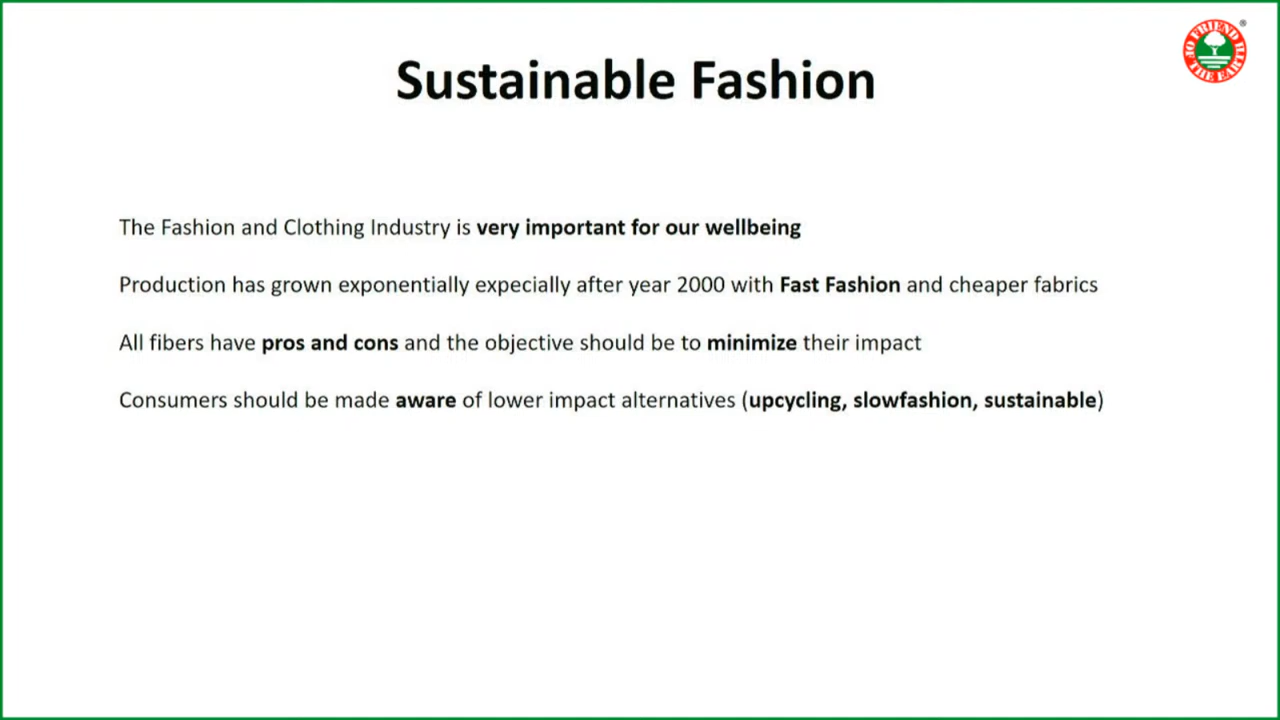 Sustainable Fashion
The Fashion and Clothing Industry is very important for our wellbeing
Production has grown exponentially expecially after year 2000 with Fast Fashion and cheaper fabrics
All fibers have pros and cons and the objective should be to minimize their impact
Consumers should be made aware of lower impact alternatives (upcycling, slowfashion, sustainable)